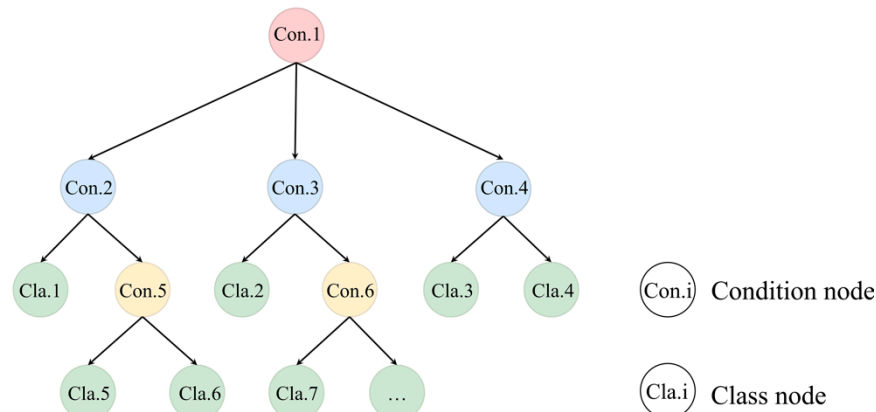 Con.1
Con.2 Con.3 Con.4
Cla.1 Con.5 Cla.2 Con.6 Cla.3 Cla.4 Con.i Condition node
Cla.5 Cla.6 Cla.7 ... Cla.i Class node